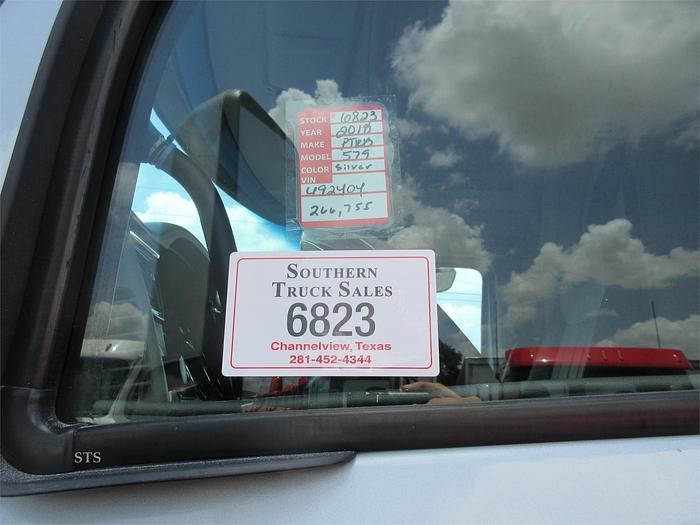 STOCK # 6823
YEAR 2018
MAKE PTRB
MODEL 579
COLOR Silver
VIN
492404
266,755
SOUTHERN
TRUCK SALES
6823
Channelview, Texas
281-452-4344
STS